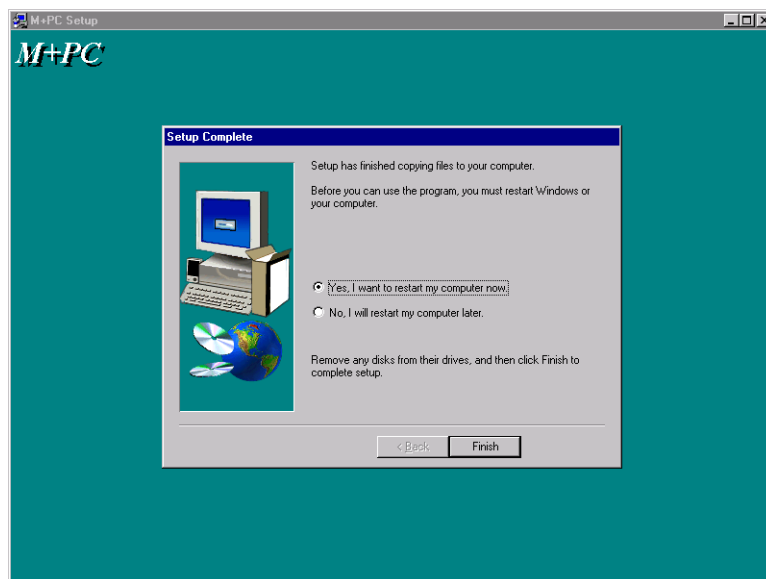 M+PC Setup
M+PC
Setup Complete
Setup has finished copying files to your computer.
Before you can use the program, you must restart Windows or
your computer.
Yes, I want to restart my computer now.
No, I will restart my computer later.
Remove any disks from their drives, and then click Finish to
complete setup.
< Back
Finish